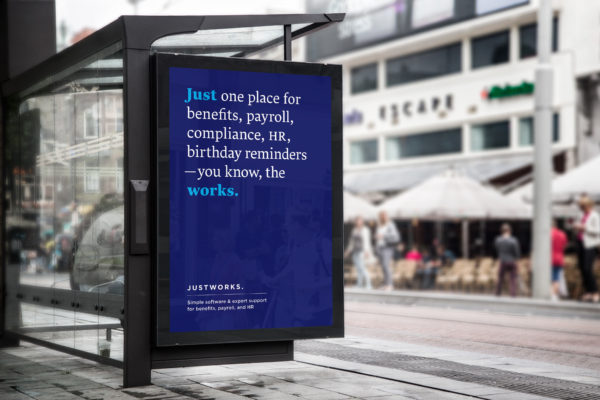 Just one place for
benefits, payroll,
compliance, HR,
birthday reminders
—you know, the
works.
JUSTWORKS.
Simple software & expert support
for benefits, payroll, and HR
ESCAPE